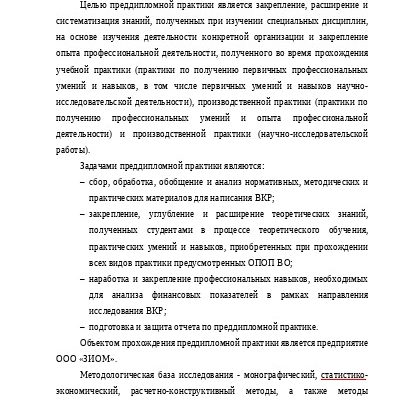 Целью преддипломной практики является закрепление, расширение и
систематизация знаний, полученных при изучении специальных дисциплин,
на основе изучения деятельности конкретной организации и закрепление
опыта профессиональной деятельности, полученного во время прохождения
учебной практики (практики по получению первичных профессиональных
умений и навыков, в том числе первичных умений и навыков научно-
исследовательской деятельности), производственной практики (практики по
получению профессиональных умений и опыта профессиональной
деятельности) и производственной практики (научно-исследовательской
работы).
Задачами преддипломной практики являются:
– сбор, обработка, обобщение и анализ нормативных, методических и
практических материалов для написания ВКР;
– закрепление, углубление и расширение теоретических знаний,
полученных студентами в процессе теоретического обучения,
практических умений и навыков, приобретенных при прохождении
всех видов практики предусмотренных ОПОП ВО;
– наработка и закрепление профессиональных навыков, необходимых
для анализа финансовых показателей в рамках направления
исследования ВКР;
– подготовка и защита отчета по преддипломной практике.
Объектом прохождения преддипломной практики является предприятие
ООО «ЗИОМ».
Методологическая база исследования - монографический, статистико-
экономический, расчетно-конструктивный методы, а также методы